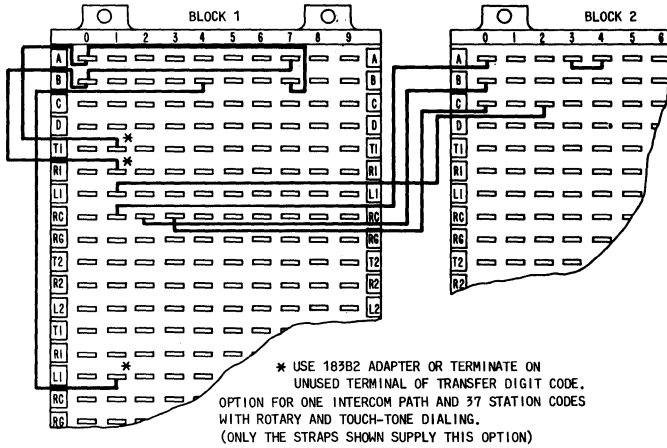 BLOCK 1
BLOCK 2
0 1 2 3 4 5 6 7 8 9
0 1 2 3 4 5 6
A A A
B B B
C C C
D D D
T1 T1 T1
R1 R1 R1
L1 L1 L1
RC RC RC
RG RG RG
T2 T2 T2
R2 R2 R2
L2 L2
T1
R1
L1
RC
RG
*
*
*
* USE 183B2 ADAPTER OR TERMINATE ON
UNUSED TERMINAL OF TRANSFER DIGIT CODE.
OPTION FOR ONE INTERCOM PATH AND 37 STATION CODES
WITH ROTARY AND TOUCH-TONE DIALING.
(ONLY THE STRAPS SHOWN SUPPLY THIS OPTION)